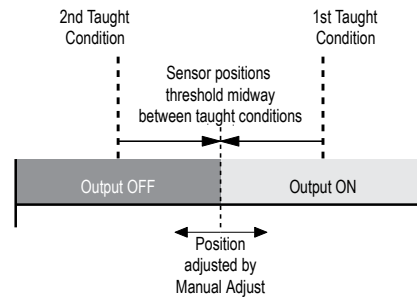 2nd Taught
Condition
1st Taught
Condition
Sensor positions
threshold midway
between taught conditions
Output OFF
Output ON
Position
adjusted by
Manual Adjust